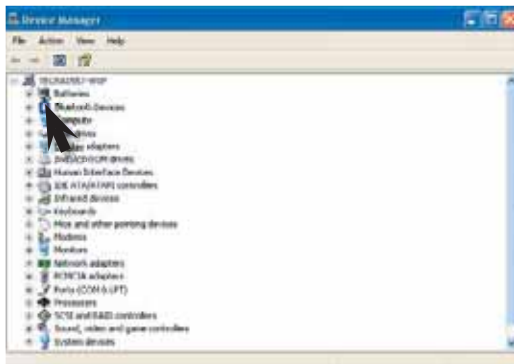 Device Manager
File Action View Help
Batteries
Bluetooth Devices
Computer
adapters
DVD/CD-ROM drives
Human Interface Devices
IDE ATA/ATAPI controllers
Infrared devices
Keyboards
Mice and other pointing devices
Modems
Monitors
Network adapters
PCMCIA adapters
Ports (COM & LPT)
Processors
SCSI and RAID controllers
Sound, video and game controllers
System devices